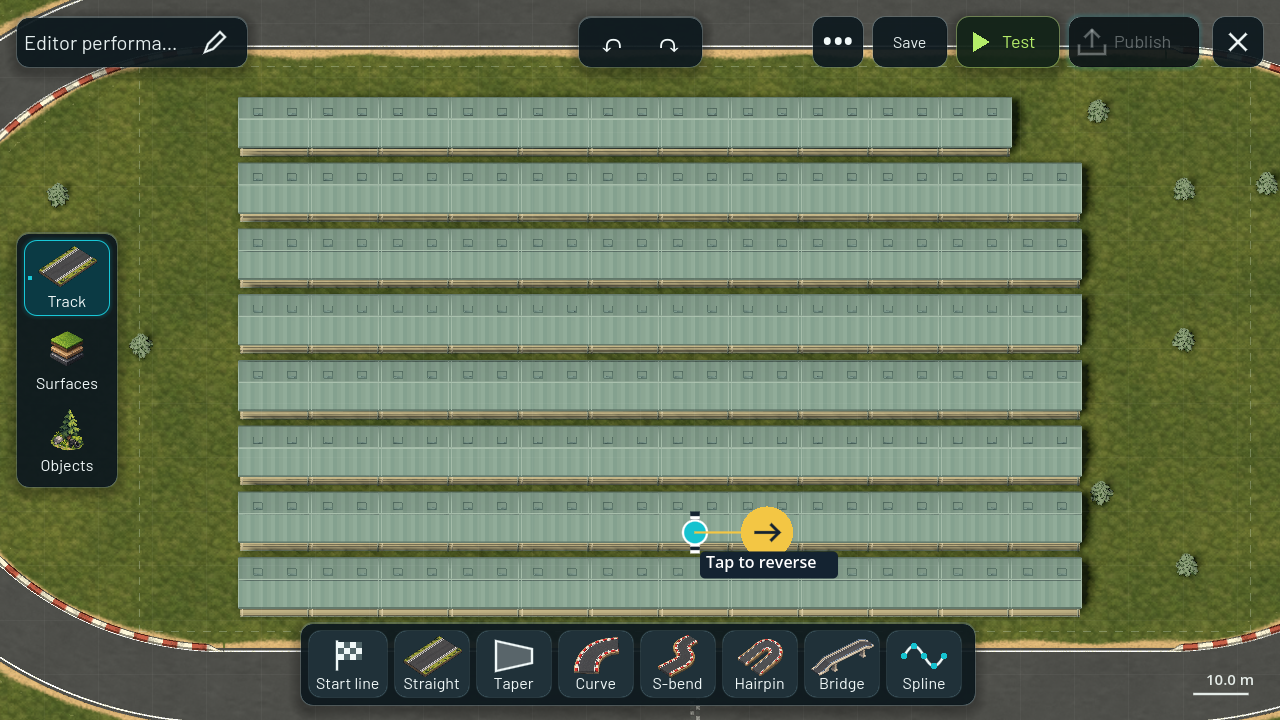 Editor performa...
Save
Test
Publish
Track
Surfaces
Objects
Tap to reverse
Start line
Straight
Taper
Curve
S-bend
Hairpin
Bridge
Spline
10.0 m